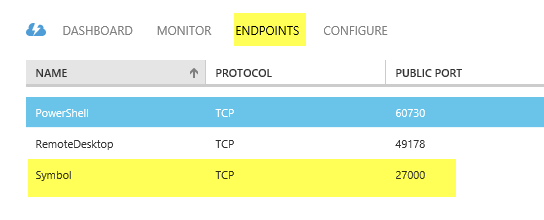 DASHBOARD MONITOR ENDPOINTS CONFIGURE
NAME PROTOCOL PUBLIC PORT
PowerShell TCP 60730
RemoteDesktop TCP 49178
Symbol TCP 27000